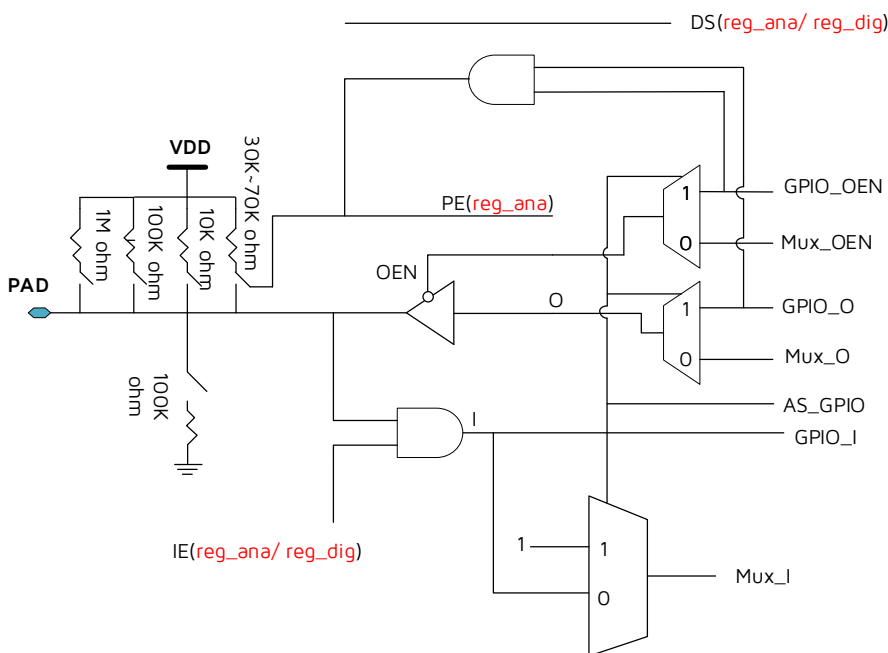 DS(reg_ana/ reg_dig)
VDD
30K~70K ohm
1M ohm
100K ohm
10K ohm
PE(reg_ana)
1
GPIO_OEN
0
Mux_OEN
OEN
PAD
O
1
GPIO_O
0
Mux_O
100K
ohm
AS_GPIO
I
GPIO_I
IE(reg_ana/ reg_dig)
1
1
0
Mux_I